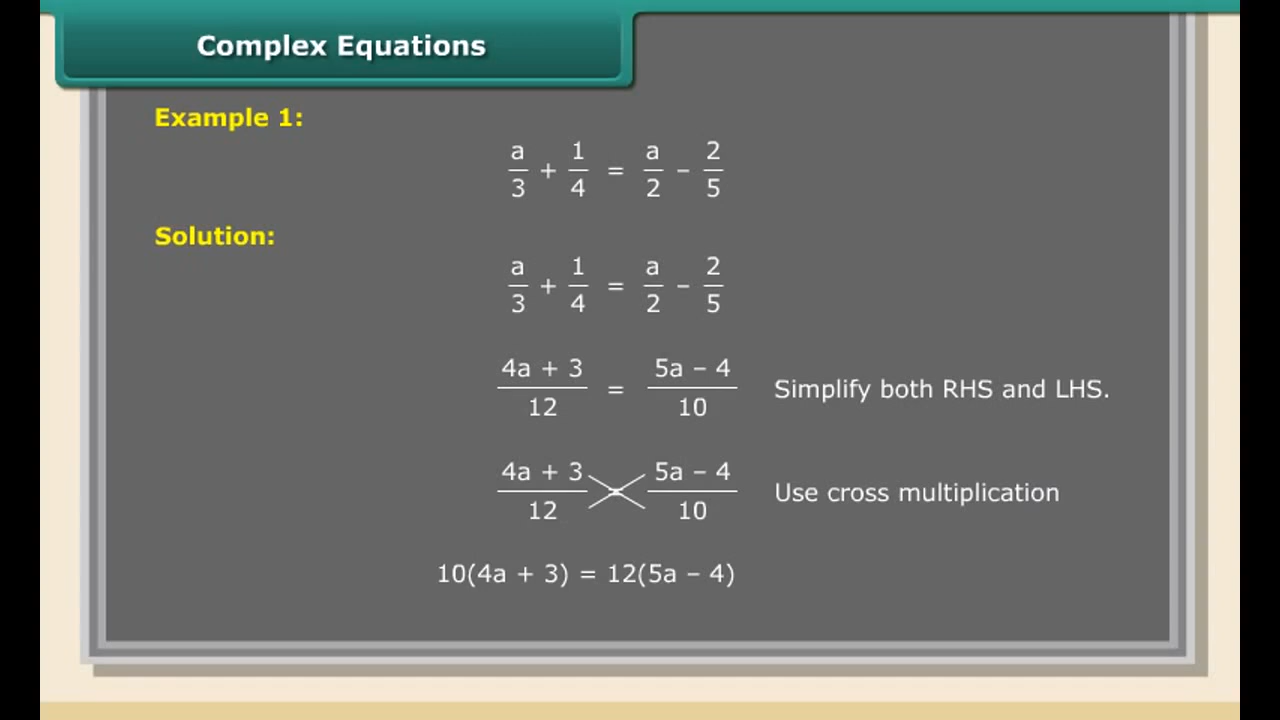 Complex Equations
Example 1:
a/3 + 1/4 = a/2 – 2/5
Solution:
a/3 + 1/4 = a/2 – 2/5
(4a + 3)/12 = (5a – 4)/10 Simplify both RHS and LHS.
(4a + 3)/12 = (5a – 4)/10 Use cross multiplication
10(4a + 3) = 12(5a – 4)